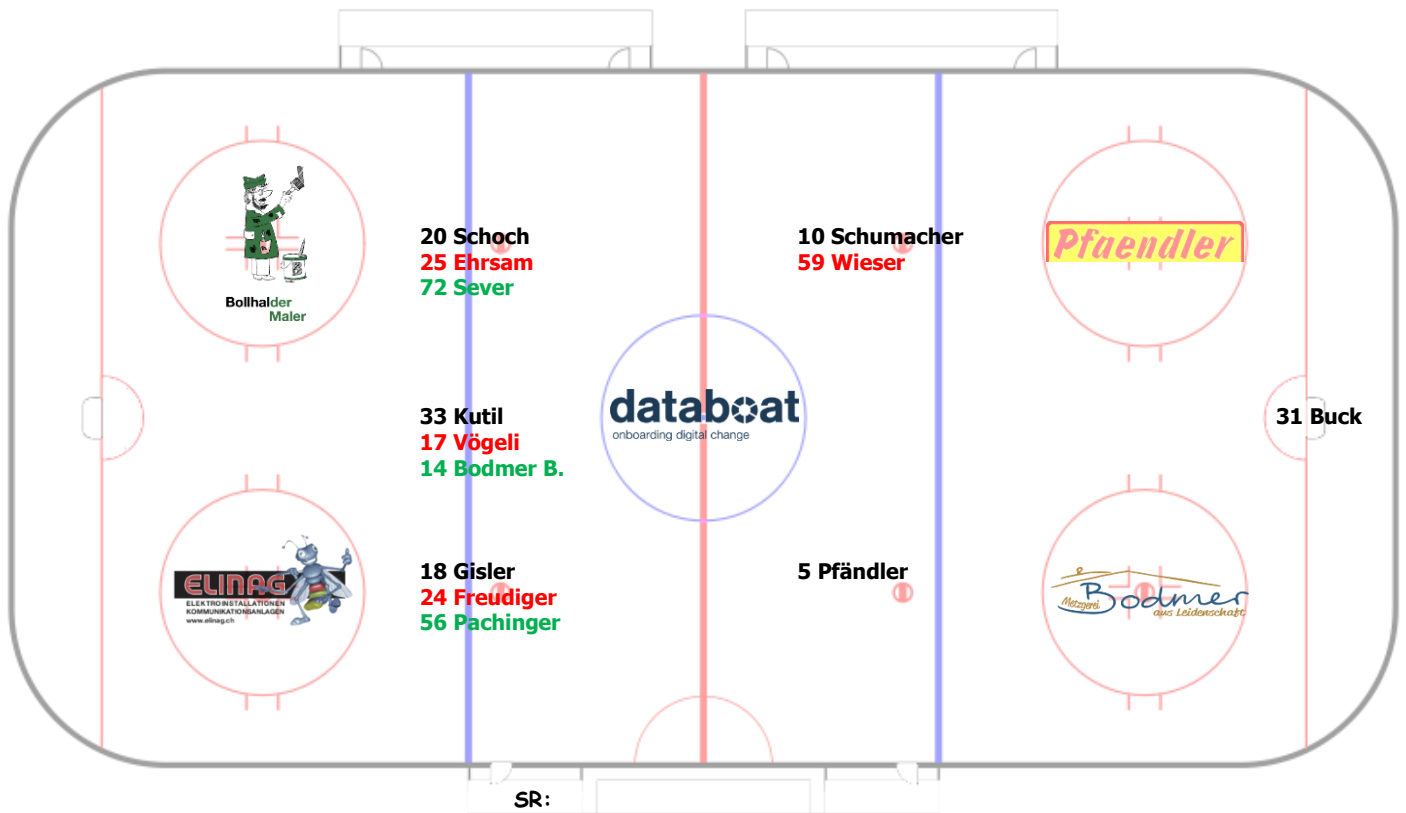 20 Schoch
25 Ehrsam
72 Sever
10 Schumacher
59 Wieser
Pfaendler
Bollhalder
Maler
33 Kutil
17 Vögeli
14 Bodmer B.
databoat
onboarding digital change
31 Buck
ELINAG
ELEKTROINSTALLATIONEN
KOMMUNIKATIONSANLAGEN
www.elinag.ch
18 Gisler
24 Freudiger
56 Pachinger
5 Pfändler
Metzgerei Bodmer
aus Leidenschaft
SR: